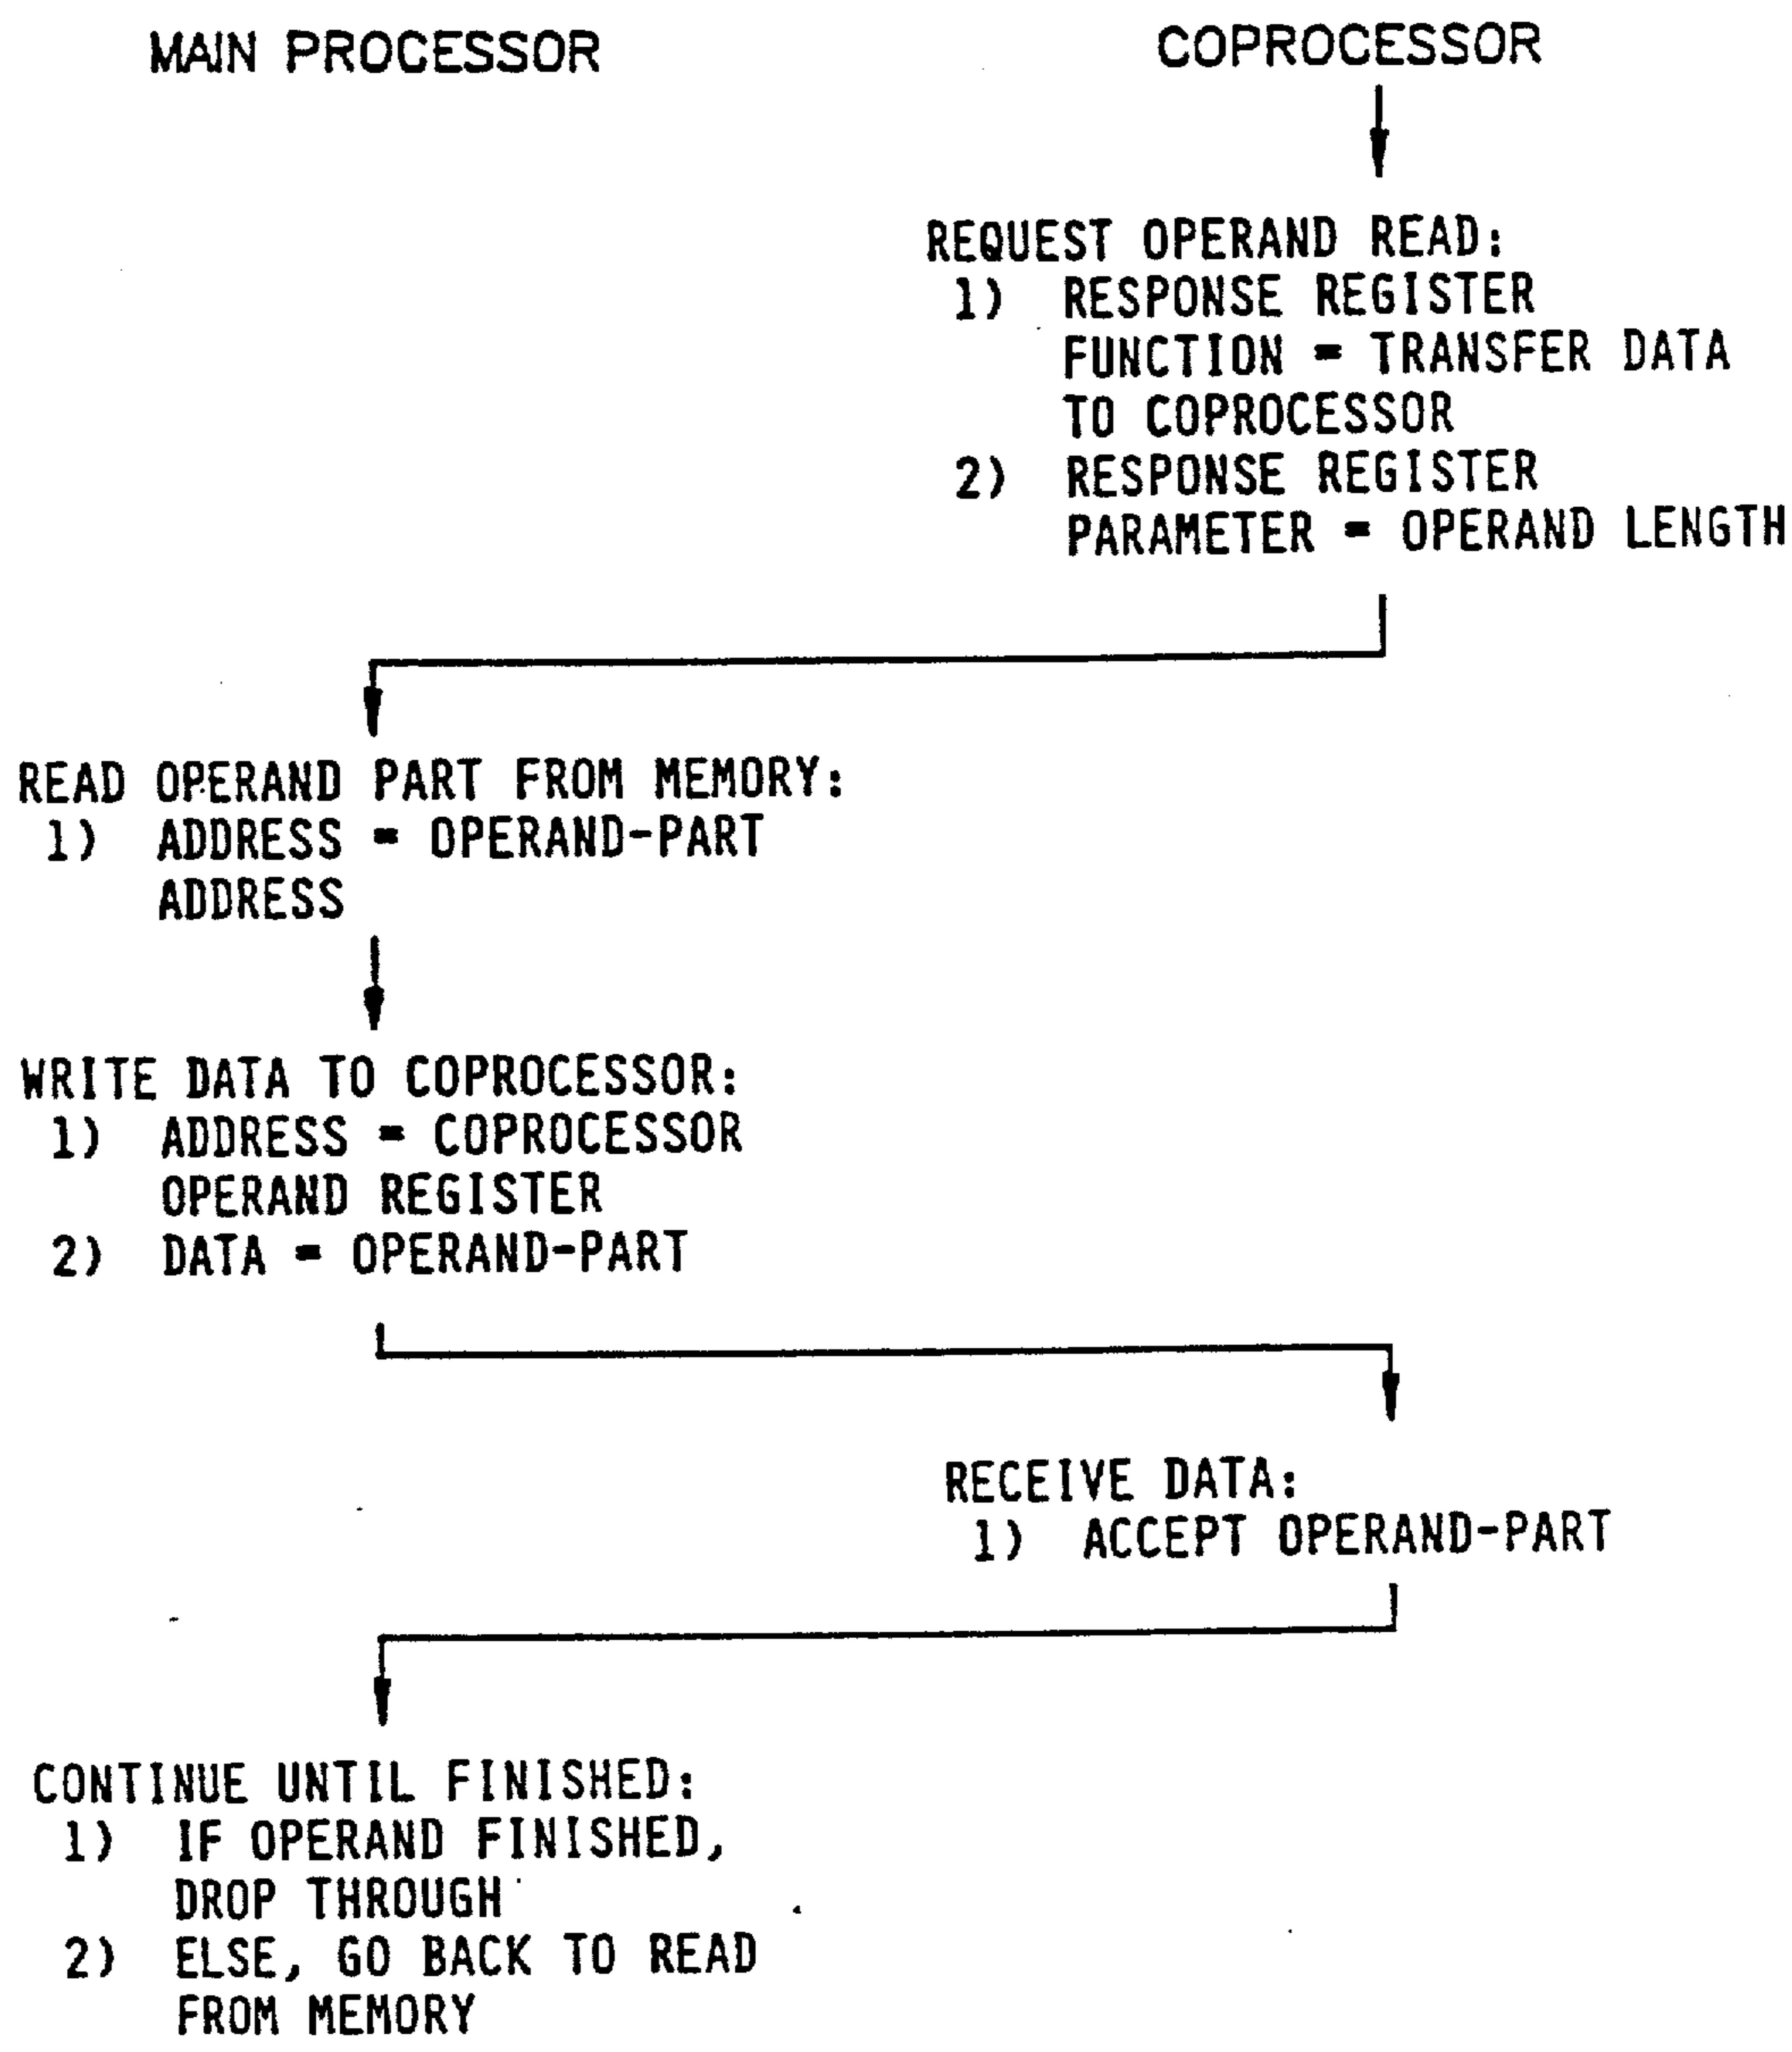 MAIN PROCESSOR
COPROCESSOR
REQUEST OPERAND READ:
1) RESPONSE REGISTER
FUNCTION = TRANSFER DATA
TO COPROCESSOR
2) RESPONSE REGISTER
PARAMETER = OPERAND LENGTH
READ OPERAND PART FROM MEMORY:
1) ADDRESS = OPERAND-PART
ADDRESS
WRITE DATA TO COPROCESSOR:
1) ADDRESS = COPROCESSOR
OPERAND REGISTER
2) DATA = OPERAND-PART
RECEIVE DATA:
1) ACCEPT OPERAND-PART
CONTINUE UNTIL FINISHED:
1) IF OPERAND FINISHED,
DROP THROUGH
2) ELSE, GO BACK TO READ
FROM MEMORY